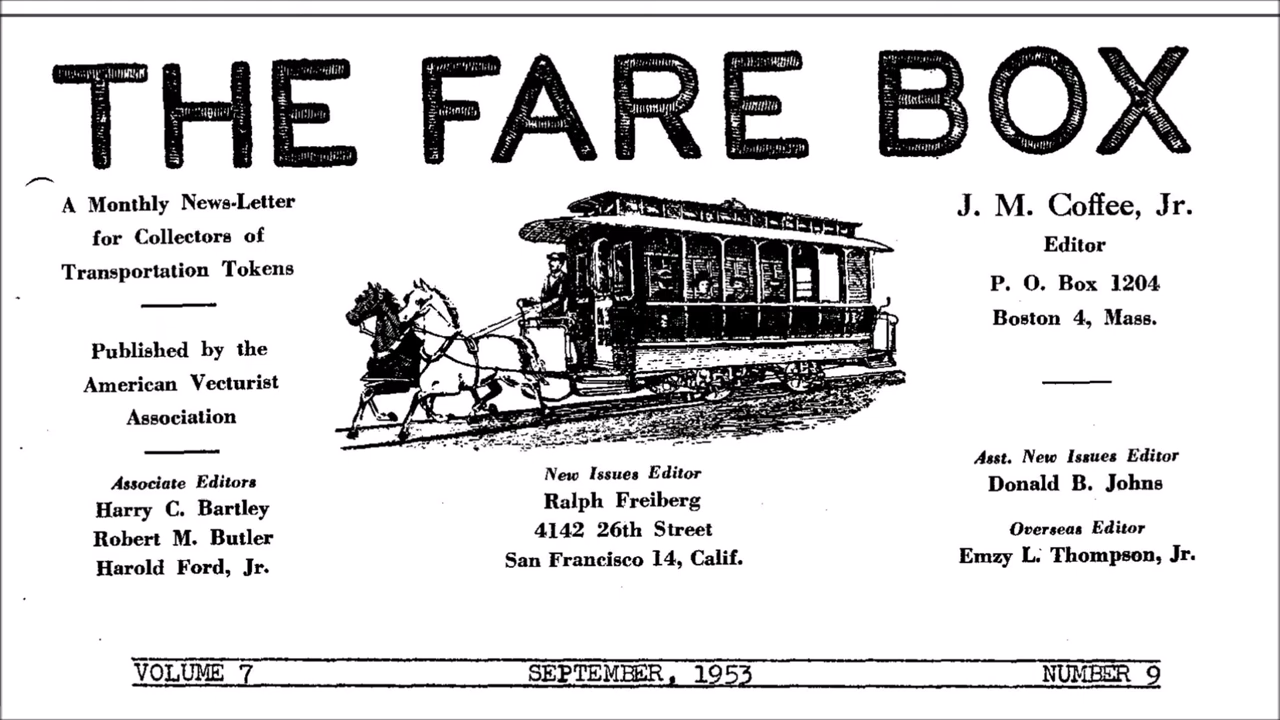 THE FARE BOX
A Monthly News-Letter
for Collectors of
Transportation Tokens
Published by the
American Vecturist
Association
Associate Editors
Harry C. Bartley
Robert M. Butler
Harold Ford, Jr.
New Issues Editor
Ralph Freiberg
4142 26th Street
San Francisco 14, Calif.
J. M. Coffee, Jr.
Editor
P. O. Box 1204
Boston 4, Mass.
Asst. New Issues Editor
Donald B. Johns
Overseas Editor
Emzy L. Thompson, Jr.
VOLUME 7 SEPTEMBER, 1953 NUMBER 9